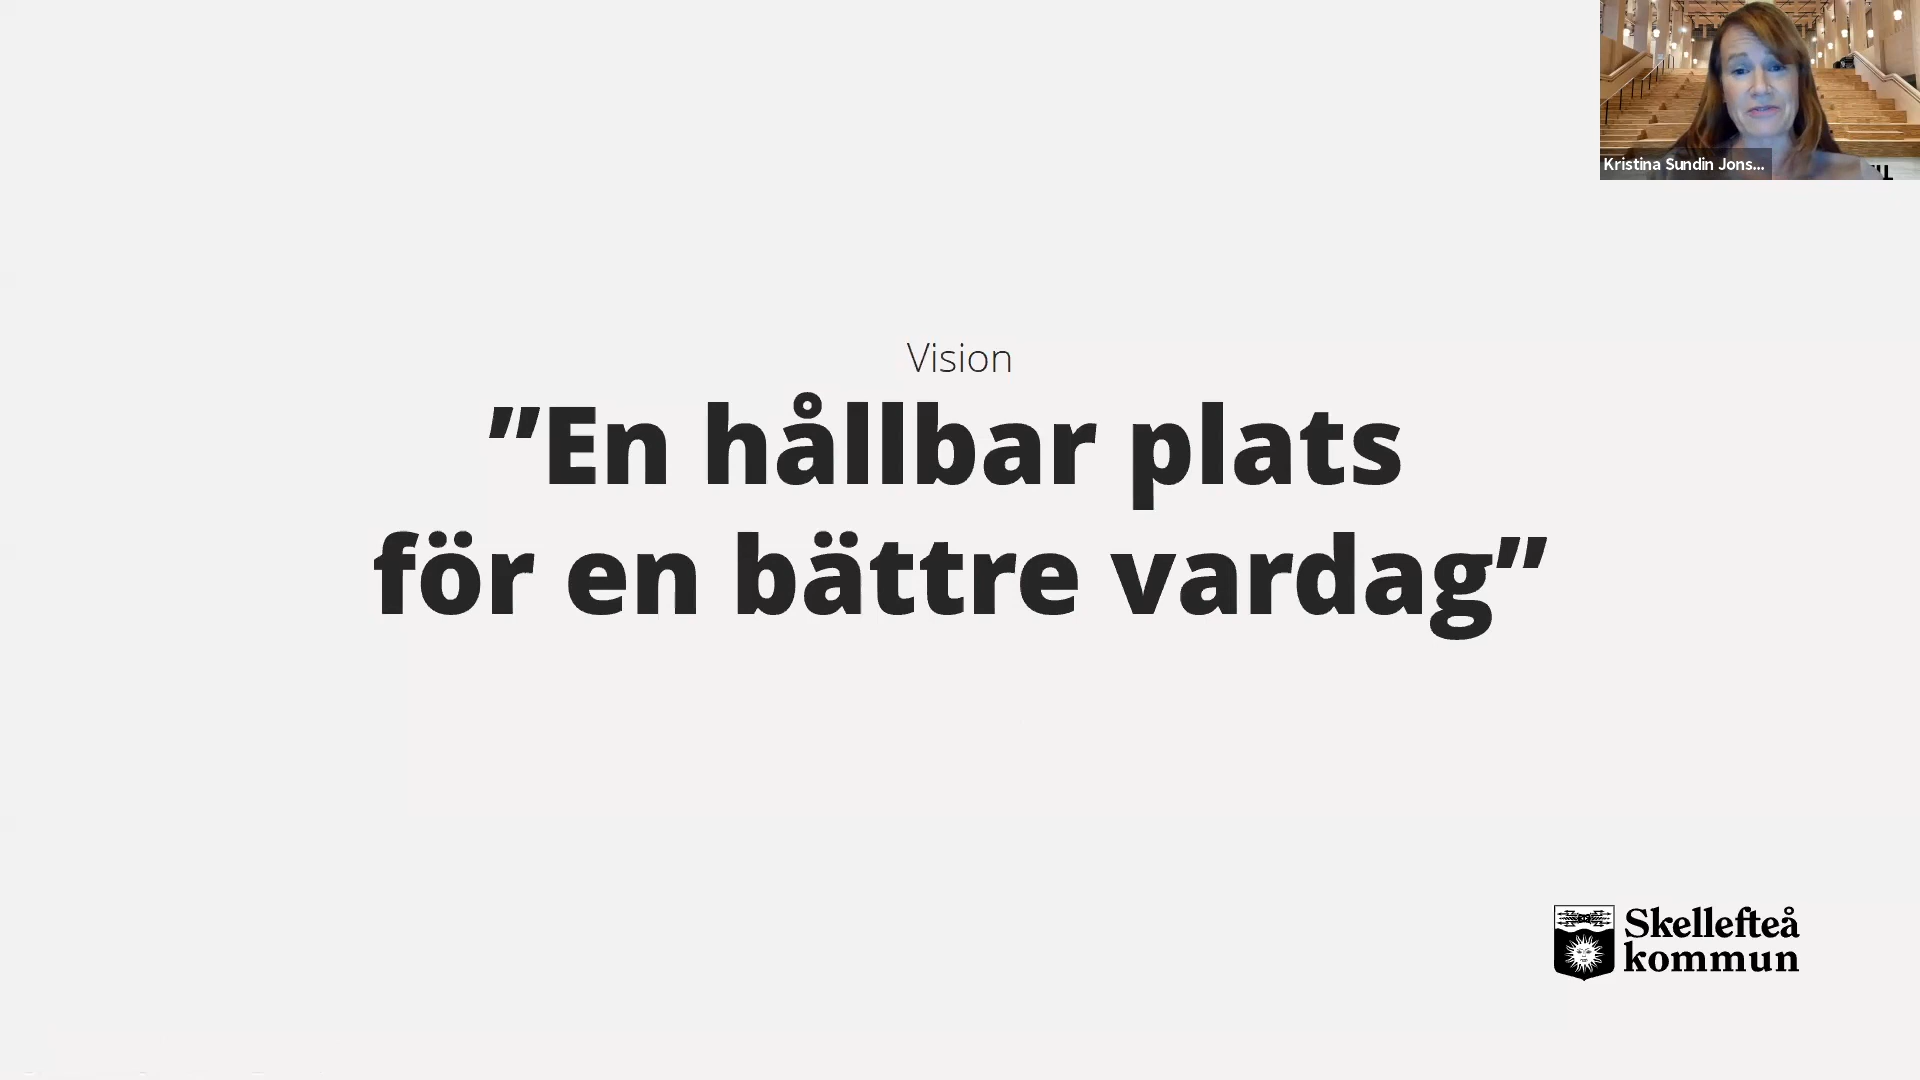 Kristina Sundin Jons...
Vision
”En hållbar plats
för en bättre vardag”
Skellefteå
kommun